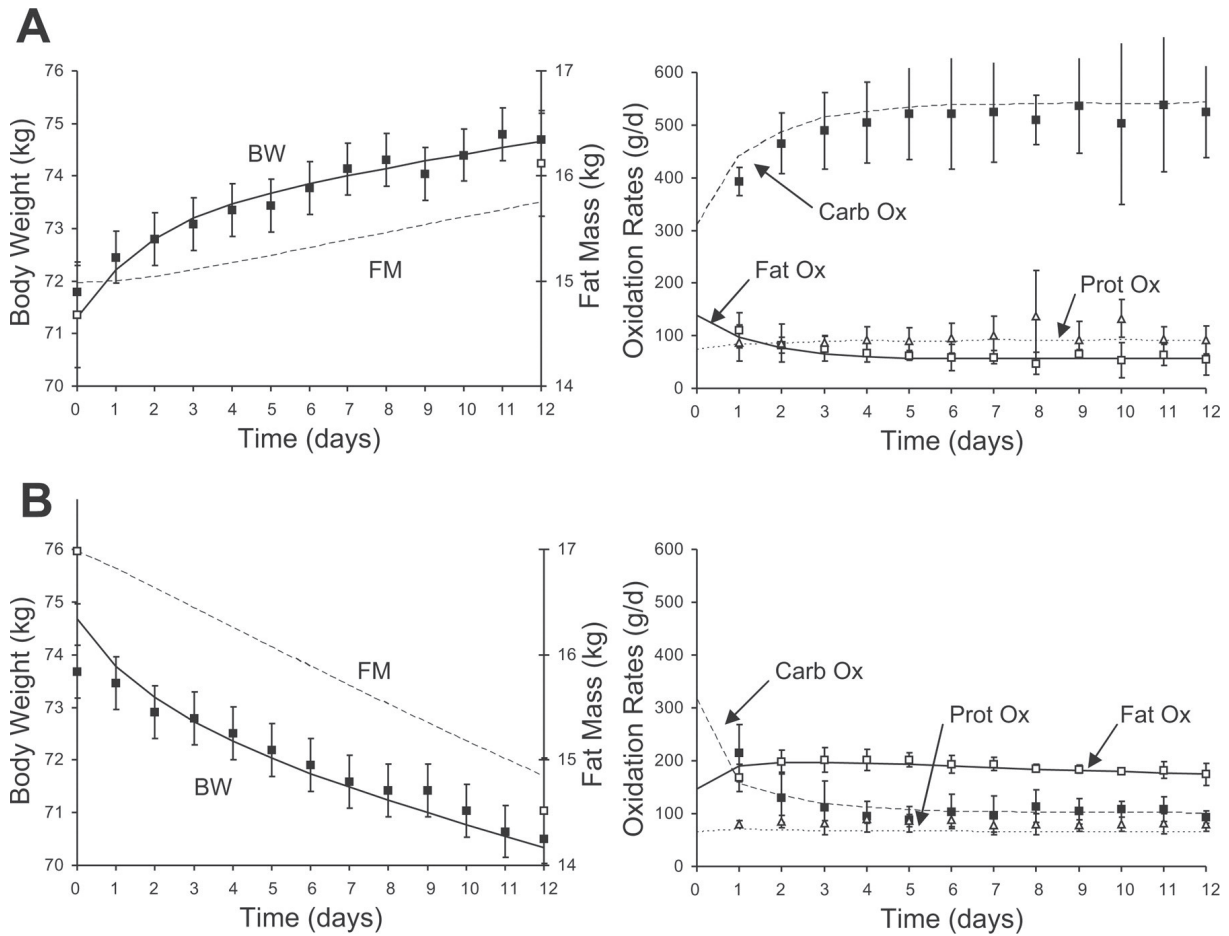 A
Body Weight (kg)
76
75
74
73
72
71
70
BW
FM
17
16
15
14
Fat Mass (kg)
0 1 2 3 4 5 6 7 8 9 10 11 12
Time (days)
Oxidation Rates (g/d)
600
500
400
300
200
100
0
Carb Ox
Fat Ox
Prot Ox
0 1 2 3 4 5 6 7 8 9 10 11 12
Time (days)
B
Body Weight (kg)
76
75
74
73
72
71
70
FM
BW
17
16
15
14
Fat Mass (kg)
0 1 2 3 4 5 6 7 8 9 10 11 12
Time (days)
Oxidation Rates (g/d)
600
500
400
300
200
100
0
Carb Ox
Prot Ox
Fat Ox
0 1 2 3 4 5 6 7 8 9 10 11 12
Time (days)